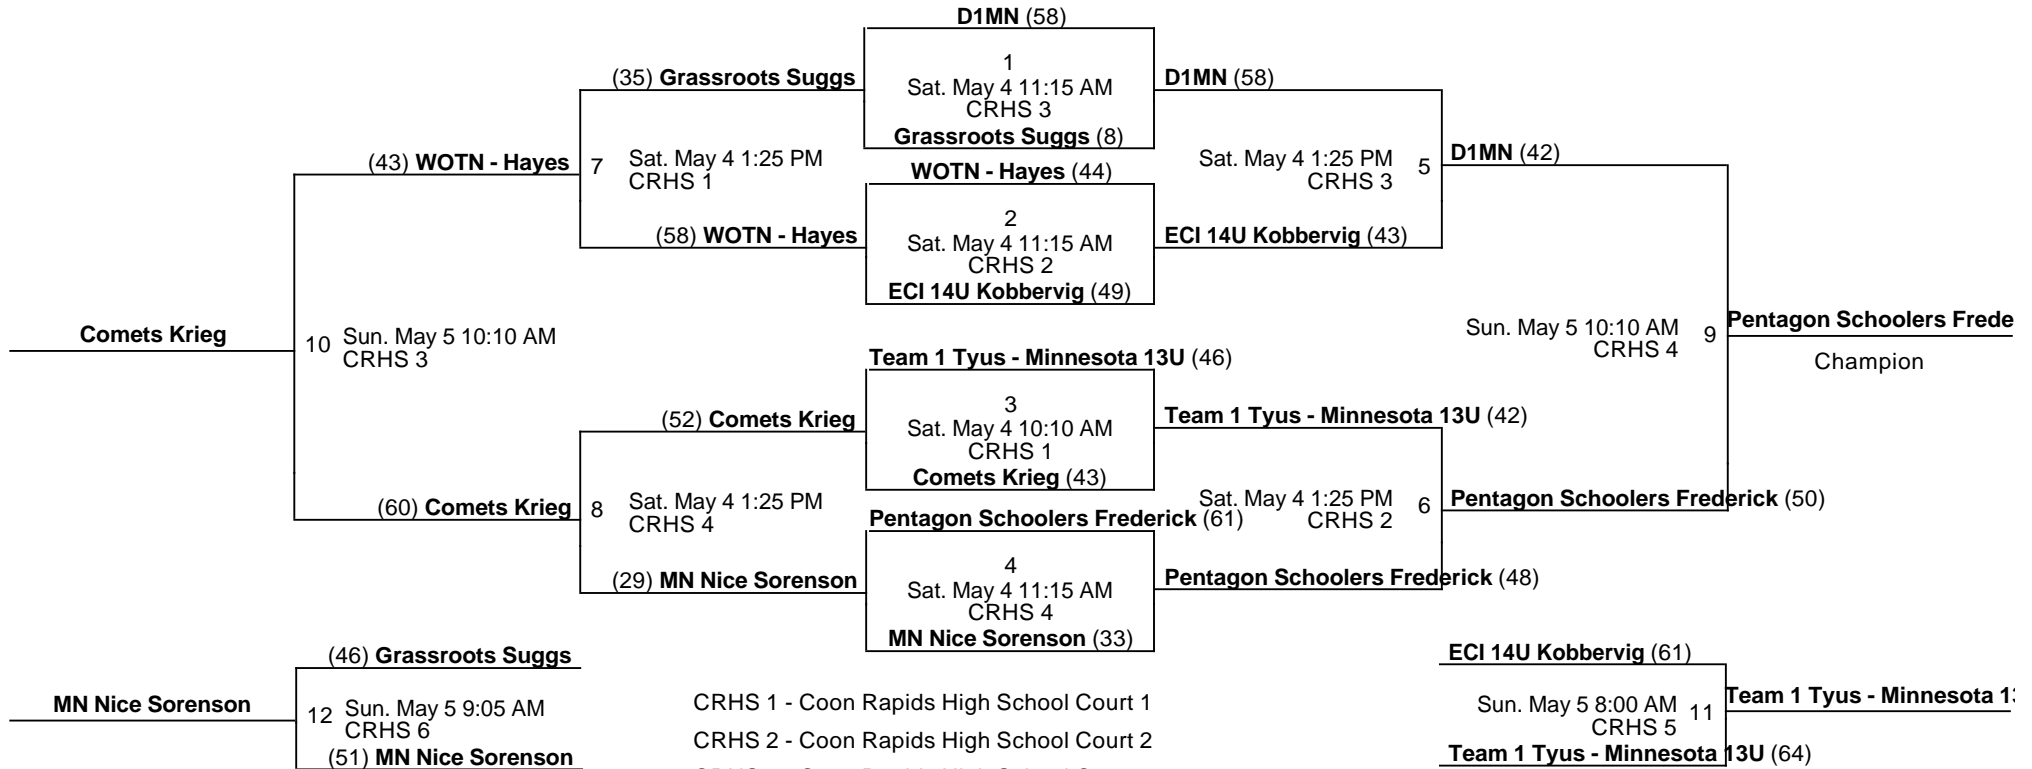 D1MN (58)
1
Sat. May 4 11:15 AM
CRHS 3
Grassroots Suggs (8)
(35) Grassroots Suggs
D1MN (58)
(43) WOTN - Hayes
7
Sat. May 4 1:25 PM
CRHS 1
Sat. May 4 1:25 PM
CRHS 3
5
D1MN (42)
WOTN - Hayes (44)
2
Sat. May 4 11:15 AM
CRHS 2
ECI 14U Kobbervig (49)
(58) WOTN - Hayes
ECI 14U Kobbervig (43)
Comets Krieg
10
Sun. May 5 10:10 AM
CRHS 3
Sun. May 5 10:10 AM
CRHS 4
9
Pentagon Schoolers Frede
Champion
Team 1 Tyus - Minnesota 13U (46)
3
Sat. May 4 10:10 AM
CRHS 1
Comets Krieg (43)
(52) Comets Krieg
Team 1 Tyus - Minnesota 13U (42)
(60) Comets Krieg
8
Sat. May 4 1:25 PM
CRHS 4
Sat. May 4 1:25 PM
CRHS 2
6
Pentagon Schoolers Frederick (50)
Pentagon Schoolers Frederick (61)
4
Sat. May 4 11:15 AM
CRHS 4
MN Nice Sorenson (33)
(29) MN Nice Sorenson
Pentagon Schoolers Frederick (48)
(46) Grassroots Suggs
MN Nice Sorenson
12
Sun. May 5 9:05 AM
CRHS 6
(51) MN Nice Sorenson
CRHS 1 - Coon Rapids High School Court 1
CRHS 2 - Coon Rapids High School Court 2
ECI 14U Kobbervig (61)
Sun. May 5 8:00 AM
CRHS 5
11
Team 1 Tyus - Minnesota 1
Team 1 Tyus - Minnesota 13U (64)